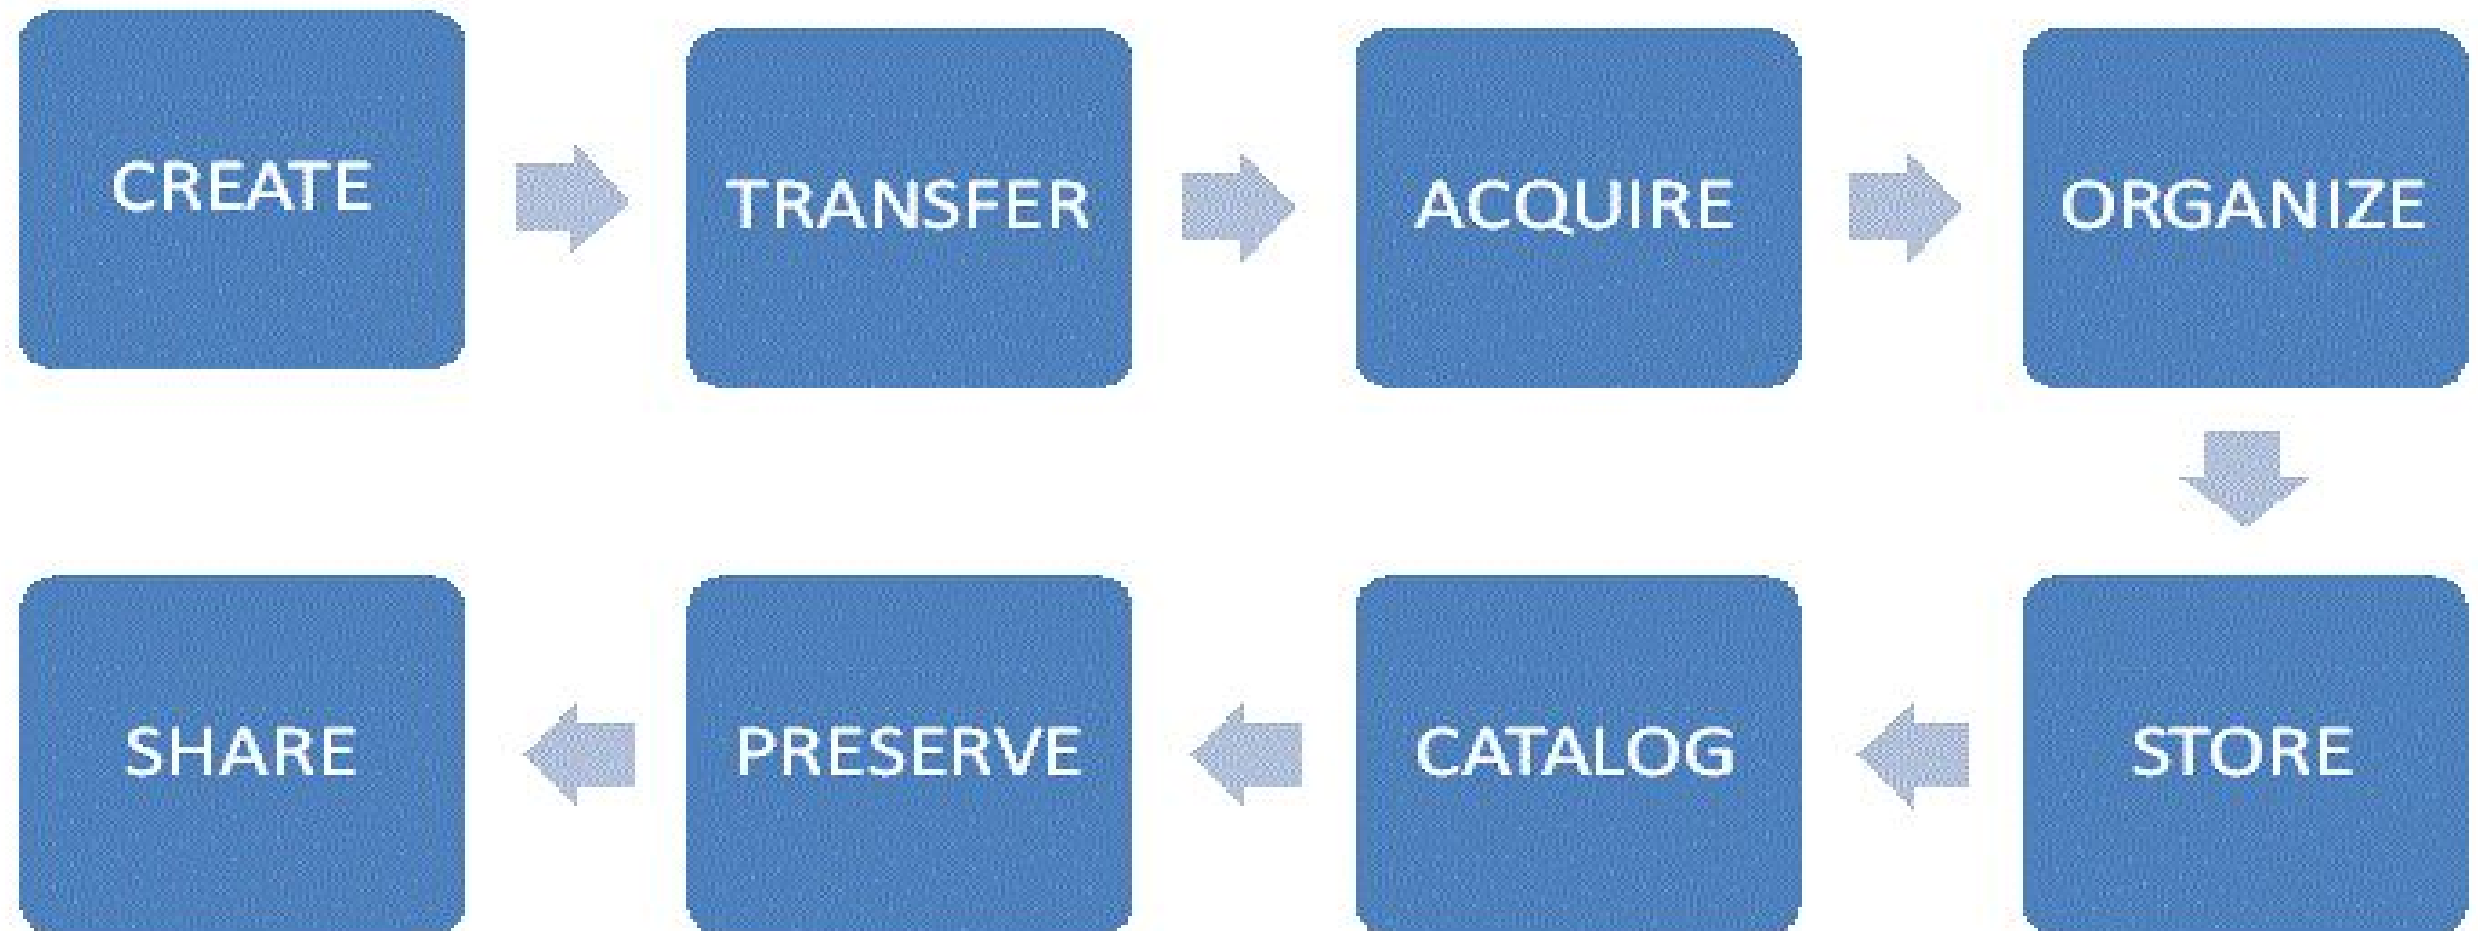 CREATE
TRANSFER
ACQUIRE
ORGANIZE
STORE
CATALOG
PRESERVE
SHARE